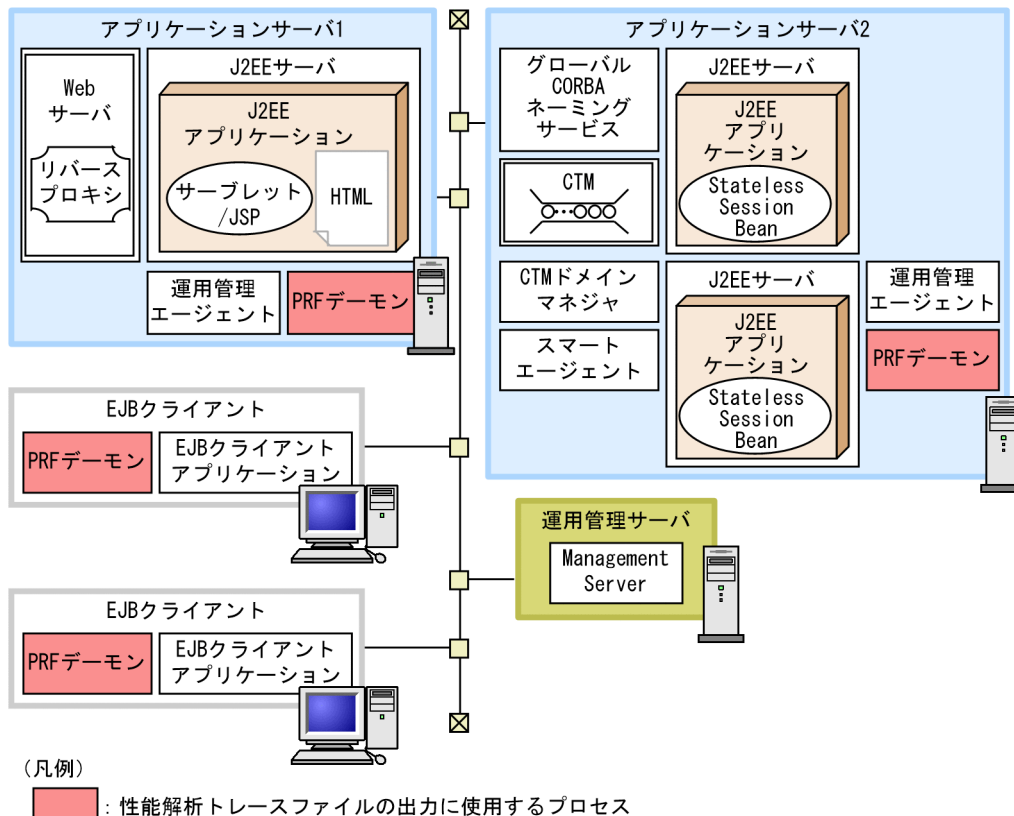 アプリケーションサーバ1
Web
サーバ
リバース
プロキシ
J2EEサーバ
J2EE
アプリケーション
サーブレット
/JSP
HTML
運用管理
エージェント
PRFデーモン
アプリケーションサーバ2
グローバル
CORBA
ネーミング
サービス
CTM
CTMドメイン
マネジャ
スマート
エージェント
J2EEサーバ
J2EE
アプリ
ケーション
Stateless
Session
Bean
J2EEサーバ
J2EE
アプリ
ケーション
Stateless
Session
Bean
運用管理
エージェント
PRFデーモン
EJBクライアント
PRFデーモン
EJBクライアント
アプリケーション
運用管理サーバ
Management
Server
EJBクライアント
PRFデーモン
EJBクライアント
アプリケーション
(凡例)
：性能解析トレースファイルの出力に使用するプロセス